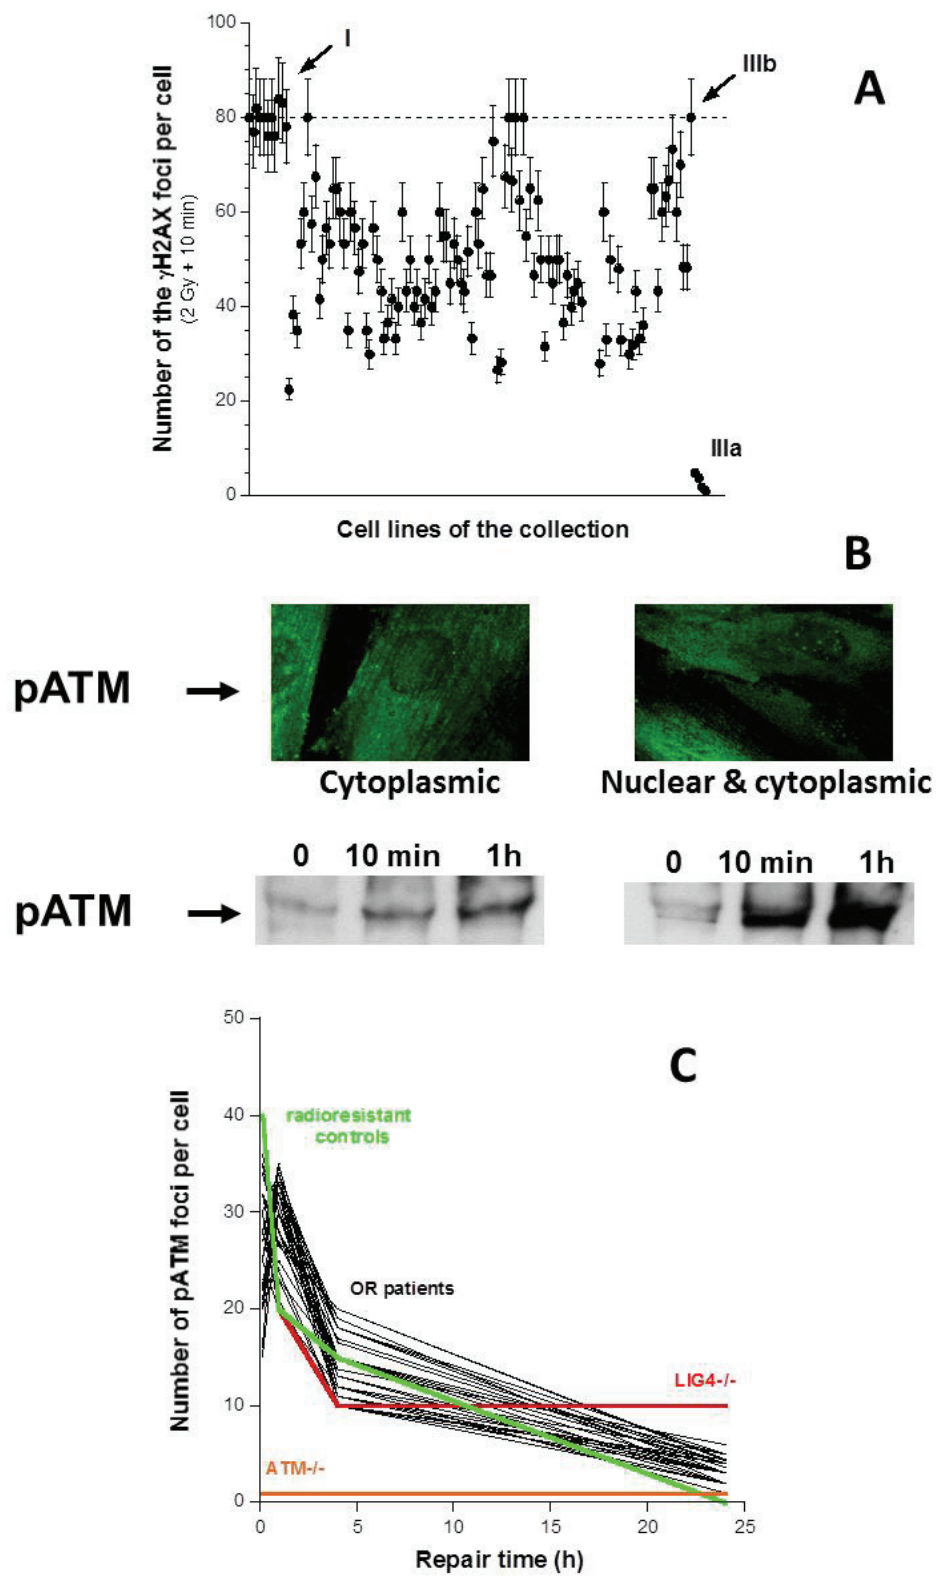 100
80
60
40
20
0
Number of the γH2AX foci per cell
(2 Gy + 10 min)
I
IIIb
A
IIIa
Cell lines of the collection
B
pATM
Cytoplasmic
Nuclear & cytoplasmic
0 10 min 1h
0 10 min 1h
pATM
C
50
40
30
20
10
0
Number of pATM foci per cell
radioresistant
controls
OR patients
LIG4-/-
ATM-/-
0 5 10 15 20 25
Repair time (h)